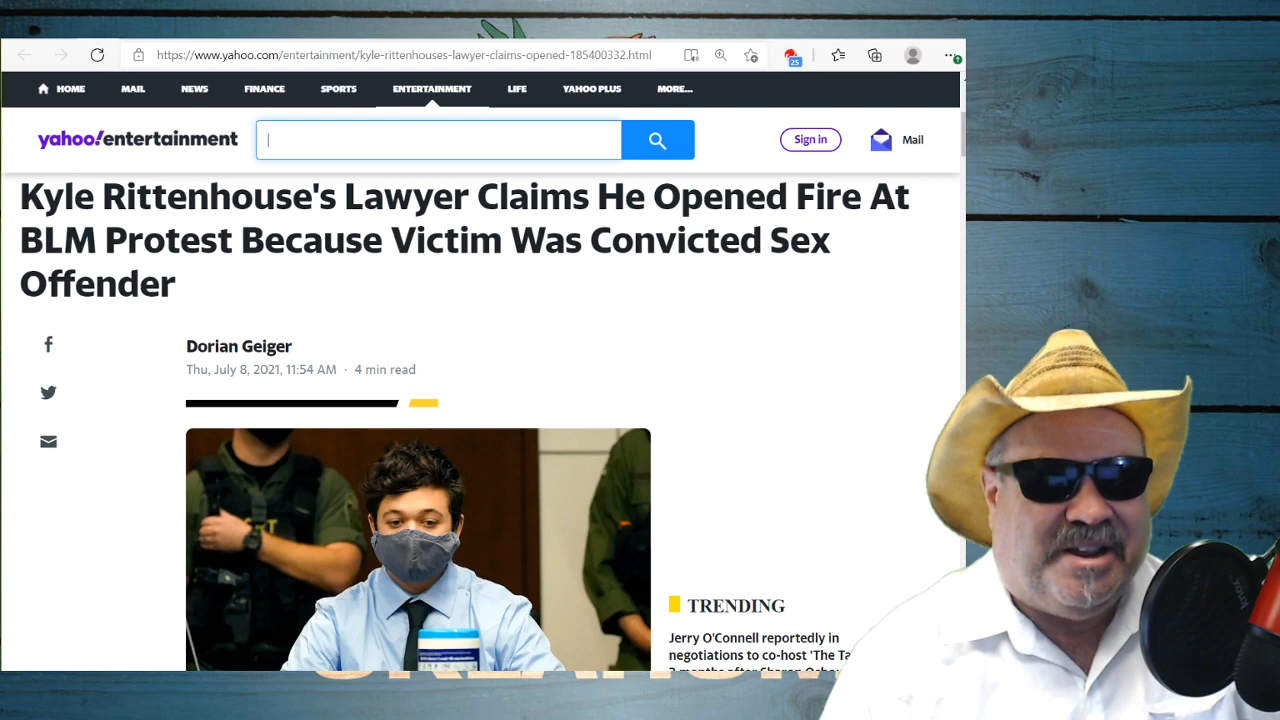 https://www.yahoo.com/entertainment/kyle-rittenhouses-lawyer-claims-opened-185400332.html
25
HOME MAIL NEWS FINANCE SPORTS ENTERTAINMENT LIFE YAHOO PLUS MORE...
yahoo!entertainment
Sign in
Mail
Kyle Rittenhouse's Lawyer Claims He Opened Fire At
BLM Protest Because Victim Was Convicted Sex
Offender
Dorian Geiger
Thu, July 8, 2021, 11:54 AM · 4 min read
TRENDING
Jerry O'Connell reportedly in
negotiations to co-host 'The Ta